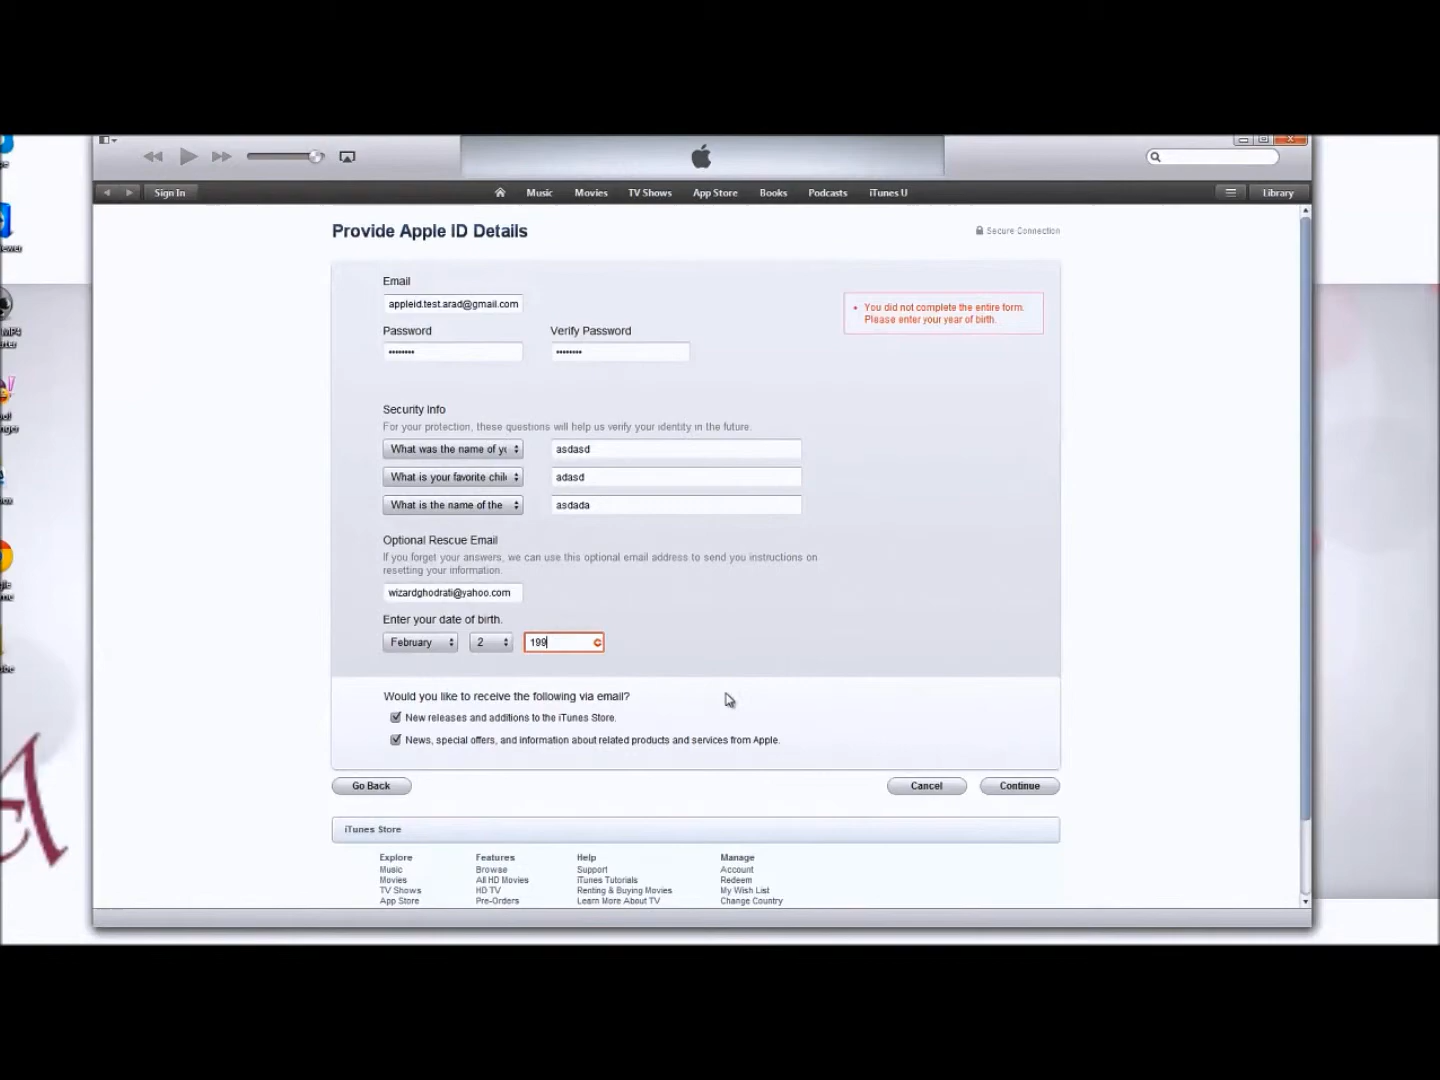 Sign In
Music
Movies
TV Shows
App Store
Books
Podcasts
iTunes U
Library
Provide Apple ID Details
Secure Connection
Email
appleid.test.arad@gmail.com
You did not complete the entire form.
Please enter your year of birth.
Password
Verify Password
Security Info
For your protection, these questions will help us verify your identity in the future.
What was the name of
asdasd
What is your favorite
adasd
What is the name of the
asdada
Optional Rescue Email
If you forget your answers, we can use this optional email address to send you instructions on
resetting your information.
wizardghodrati@yahoo.com
Enter your date of birth.
February
2
199
Would you like to receive the following via email?
New releases and additions to the iTunes Store.
News, special offers, and information about related products and services from Apple.
Go Back
Cancel
Continue
iTunes Store
Explore
Music
Movies
TV Shows
App Store
Features
Browse
All HD Movies
HD TV
Pre-Orders
Help
Support
iTunes Tutorials
Renting & Buying Movies
Learn More About TV
Manage
Account
Redeem
My Wish List
Change Country